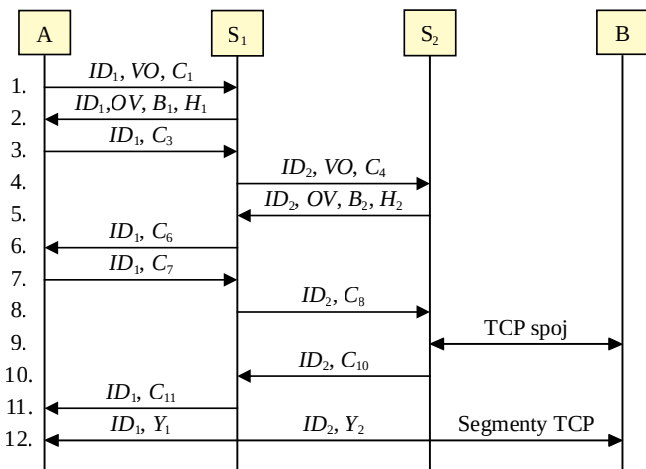 A S₁ S₂ B
1. ID₁, VO, C₁
2. ID₁,OV, B₁, H₁
3. ID₁, C₃
4. ID₂, VO, C₄
5. ID₂, OV, B₂, H₂
6. ID₁, C₆
7. ID₁, C₇
8. ID₂, C₈
9. TCP spoj
10. ID₂, C₁₀
11. ID₁, C₁₁
12. ID₁, Y₁ ID₂, Y₂ Segmenty TCP